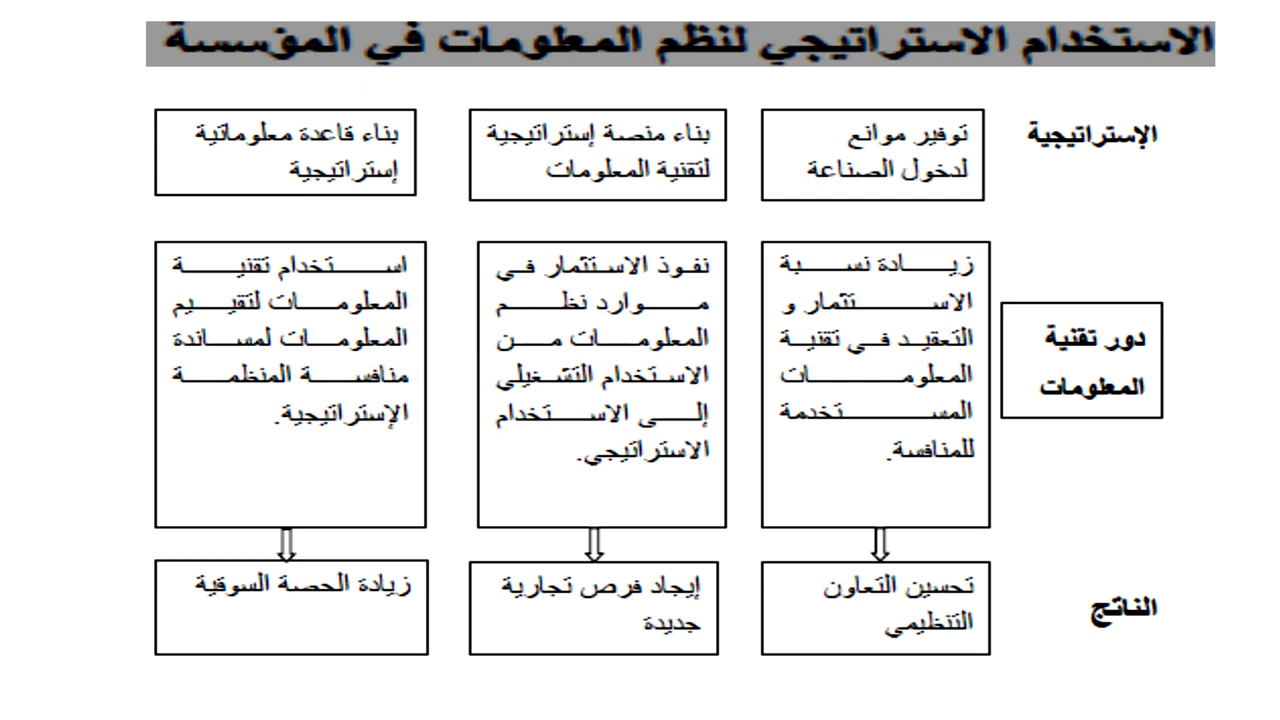 الاستخدام الاستراتيجي لنظم المعلومات في المؤسسة
الإستراتيجية
توفير موانع
لدخول الصناعة
بناء منصة إستراتيجية
لتقنية المعلومات
بناء قاعدة معلوماتية
إستراتيجية
دور تقنية
المعلومات
زيادة نسبة
الاستثمار و
التعقيد في تقنية
المعلومات
المستخدمة
للمنافسة.
نفوذ الاستثمار في
موارد نظم
المعلومات من
الاستخدام التشغيلي
إلى الاستخدام
الاستراتيجي.
استخدام تقنية
المعلومات لتقييم
المعلومات لمساندة
منافسة المنظمة
الإستراتيجية.
الناتج
تحسين التعاون
التنظيمي
إيجاد فرص تجارية
جديدة
زيادة الحصة السوقية